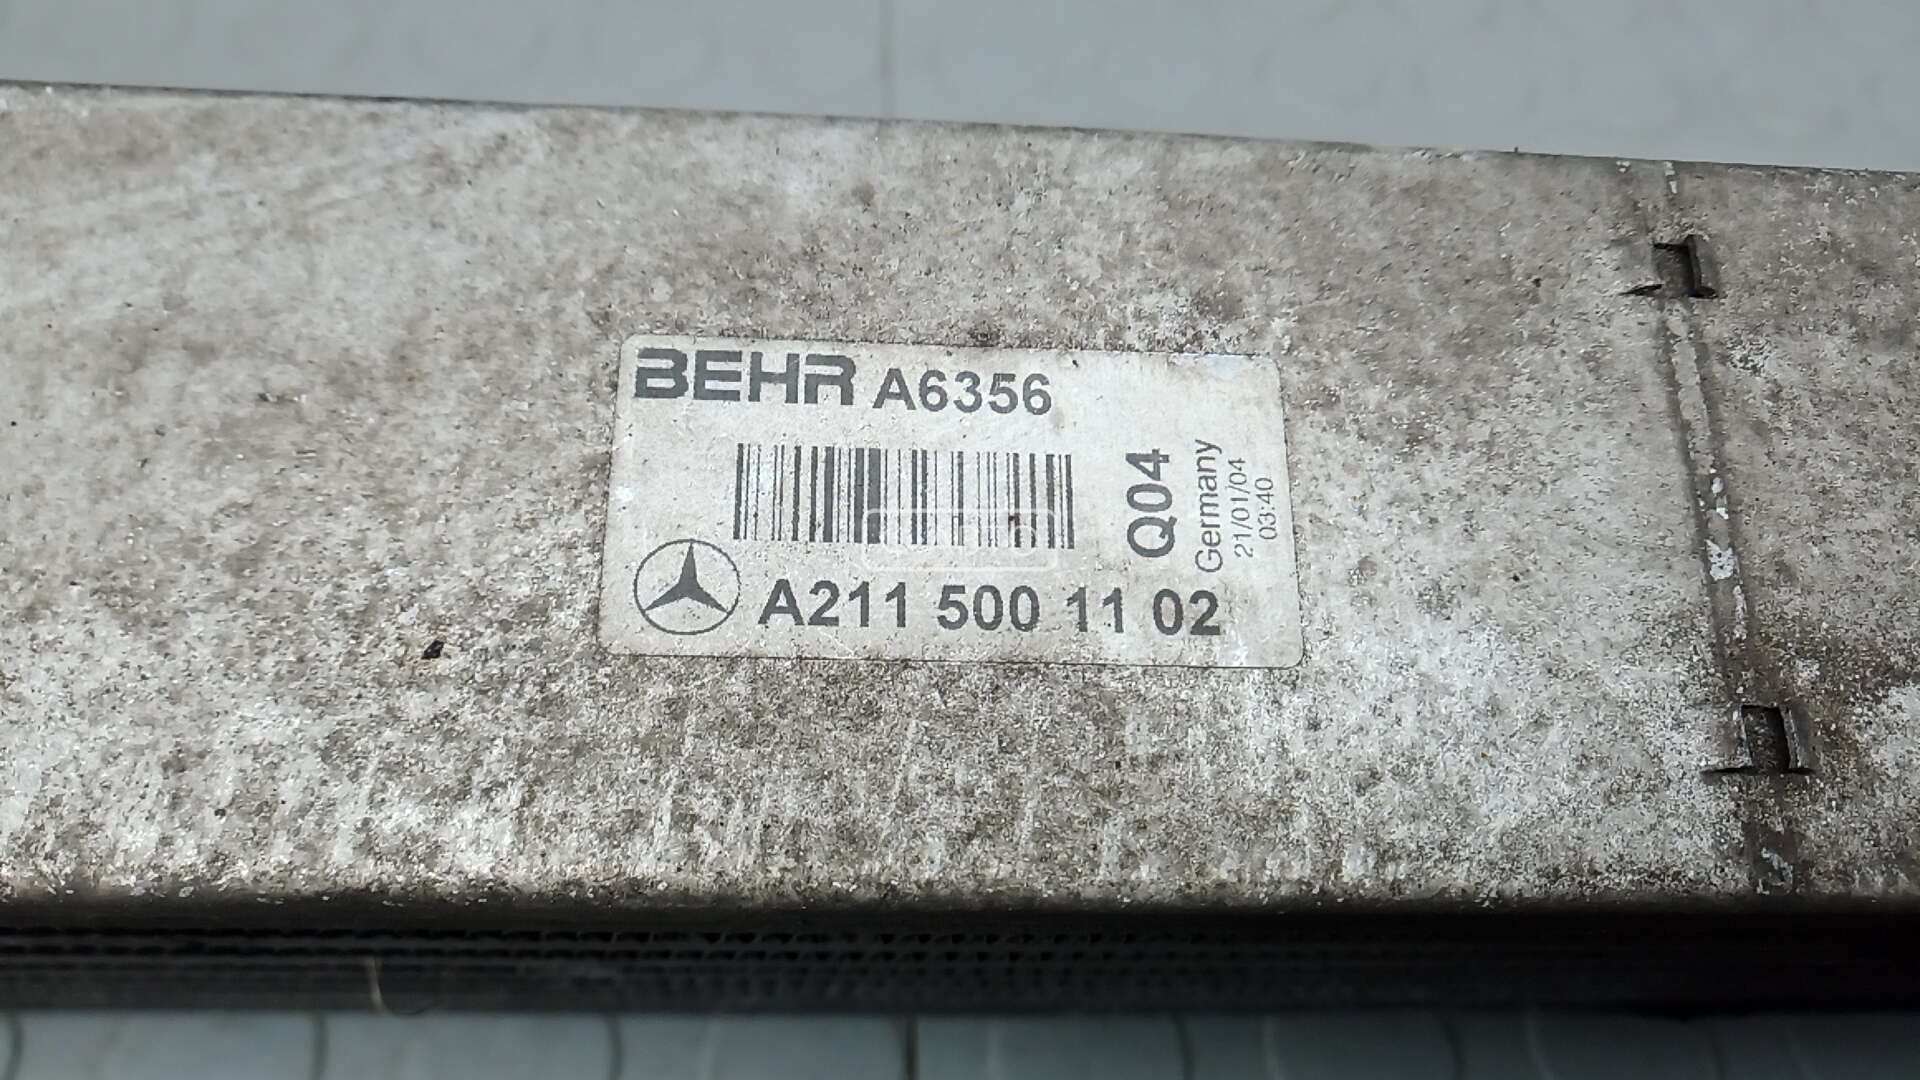 BEHR A6356
Q04
Germany
21/01/04
03:40
A211 500 11 02